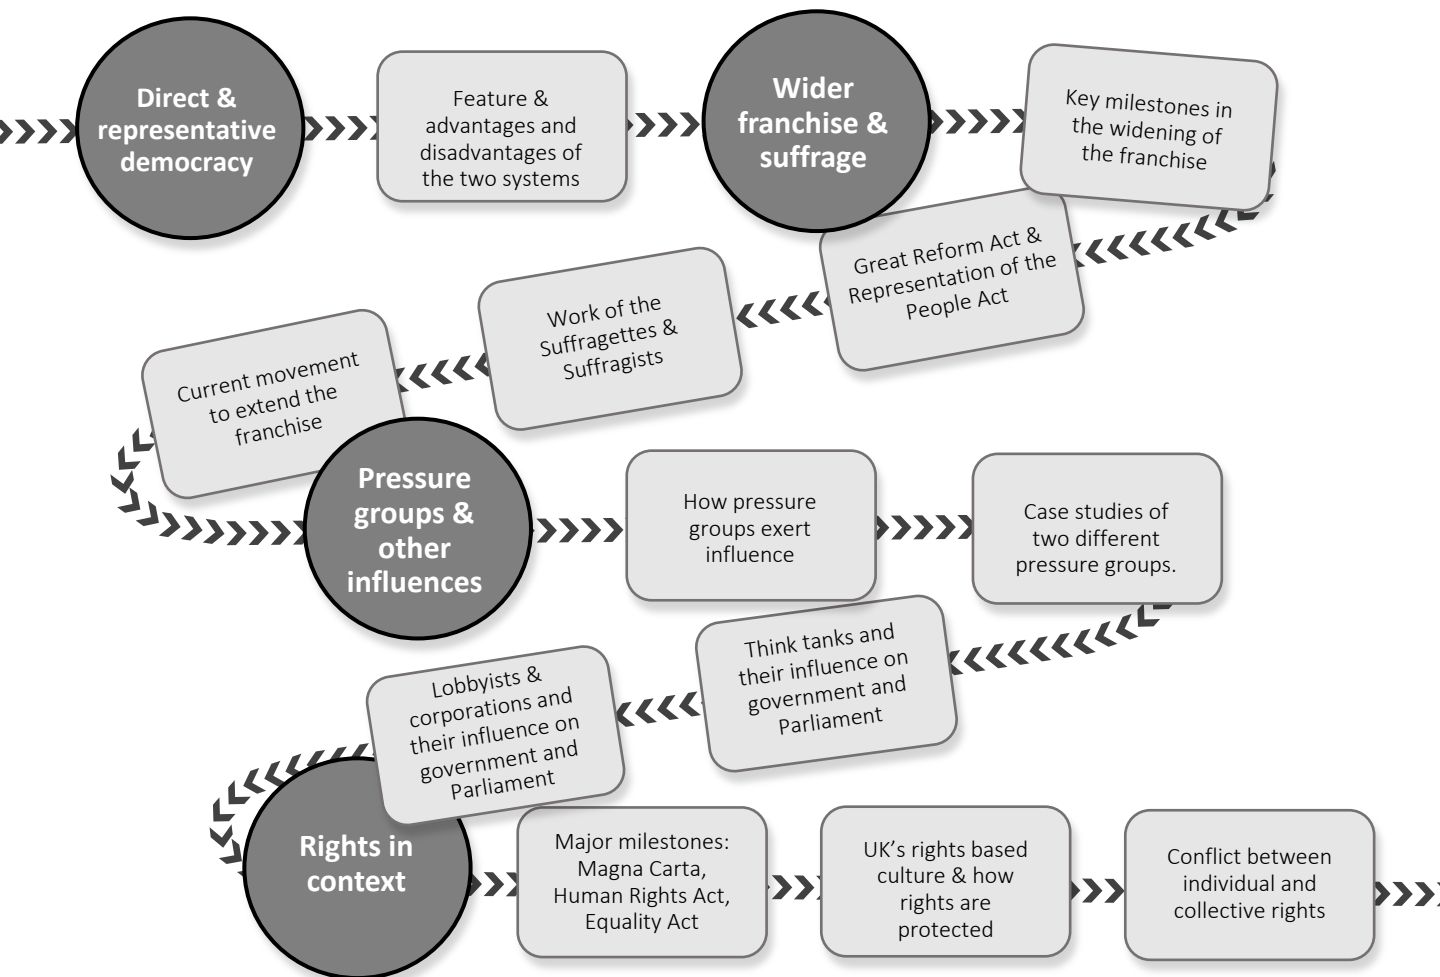 Direct &
representative
democracy
Feature &
advantages and
disadvantages of
the two systems
Wider
franchise &
suffrage
Key milestones in
the widening of
the franchise
Great Reform Act &
Representation of the
People Act
Work of the
Suffragettes &
Suffragists
Current movement
to extend the
franchise
Pressure
groups &
other
influences
How pressure
groups exert
influence
Case studies of
two different
pressure groups.
Think tanks and
their influence on
government and
Parliament
Lobbyists &
corporations and
their influence on
government and
Parliament
Rights in
context
Major milestones:
Magna Carta,
Human Rights Act,
Equality Act
UK’s rights based
culture & how
rights are
protected
Conflict between
individual and
collective rights